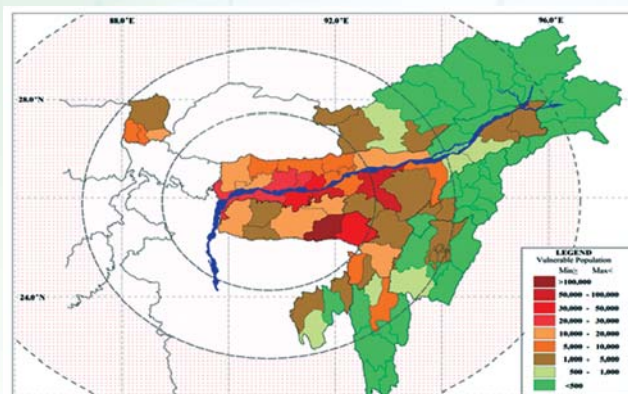 88.0°E 92.0°E 96.0°E
28.0°N
24.0°N
LEGEND
Vulnerable Population
Min≥ Max<
>100,000
50,000 - 100,000
30,000 - 50,000
20,000 - 30,000
10,000 - 20,000
5,000 - 10,000
1,000 - 5,000
500 - 1,000
<500